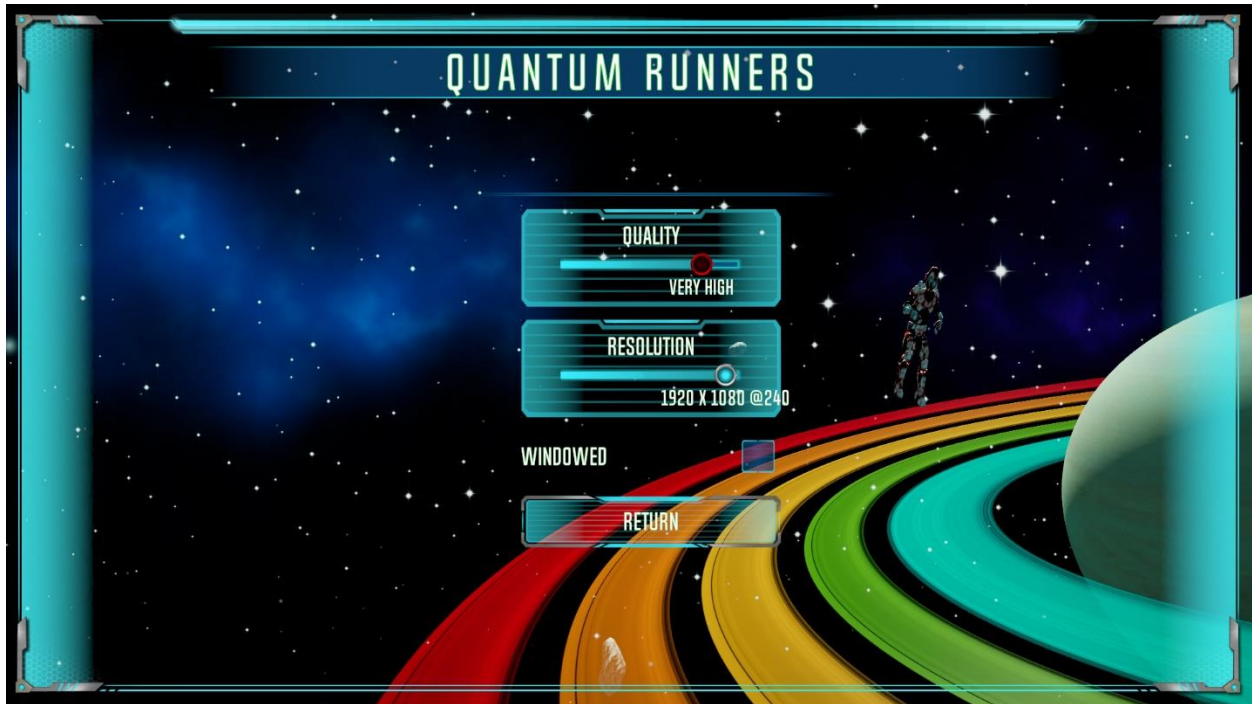 QUANTUM RUNNERS
QUALITY
VERY HIGH
RESOLUTION
1920 X 1080 @240
WINDOWED
RETURN